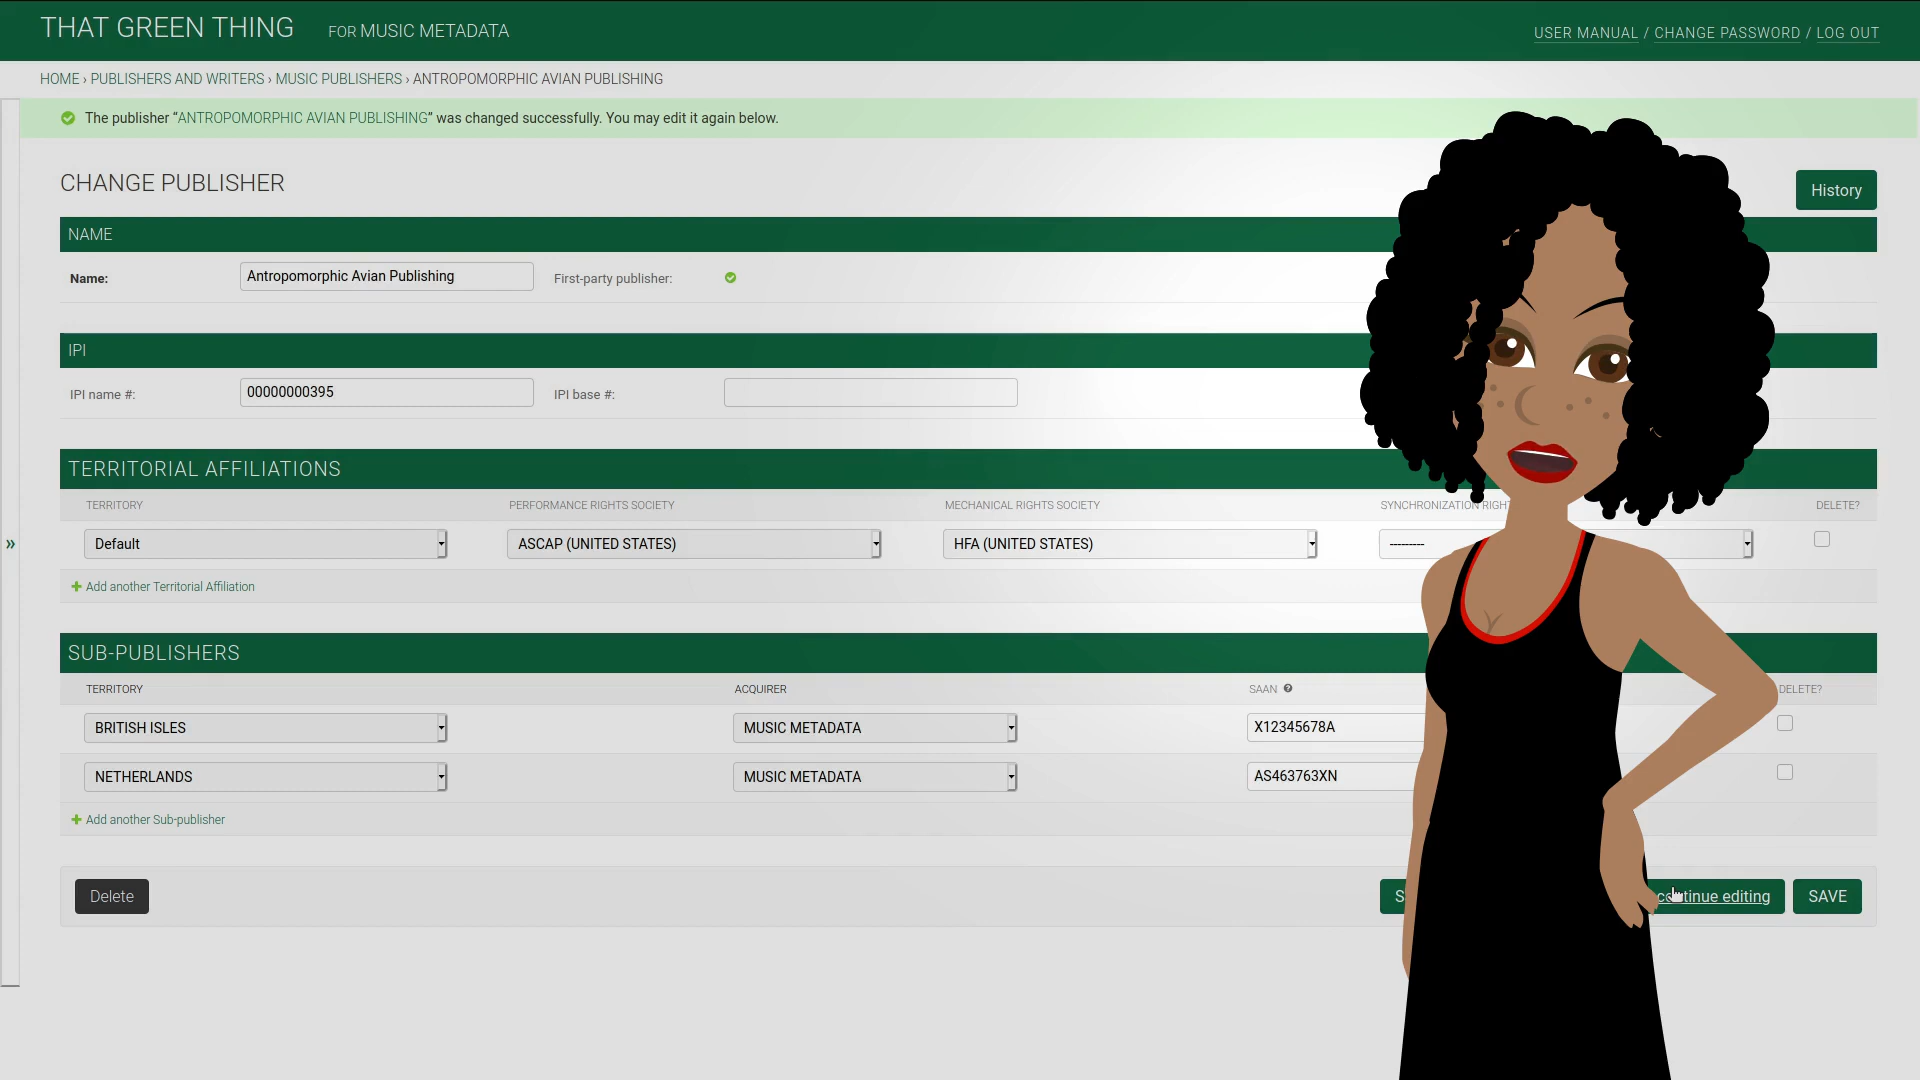 THAT GREEN THING FOR MUSIC METADATA USER MANUAL / CHANGE PASSWORD / LOG OUT
HOME › PUBLISHERS AND WRITERS › MUSIC PUBLISHERS › ANTROPOMORPHIC AVIAN PUBLISHING
The publisher “ANTROPOMORPHIC AVIAN PUBLISHING” was changed successfully. You may edit it again below.
CHANGE PUBLISHER
History
NAME
Name: Antropomorphic Avian Publishing First-party publisher:
IPI
IPI name #: 00000000395 IPI base #:
TERRITORIAL AFFILIATIONS
TERRITORY PERFORMANCE RIGHTS SOCIETY MECHANICAL RIGHTS SOCIETY SYNCHRONIZATION RIGH DELETE?
Default ASCAP (UNITED STATES) HFA (UNITED STATES) ---------
Add another Territorial Affiliation
SUB-PUBLISHERS
TERRITORY ACQUIRER SAAN DELETE?
BRITISH ISLES MUSIC METADATA X12345678A
NETHERLANDS MUSIC METADATA AS463763XN
Add another Sub-publisher
Delete editing SAVE